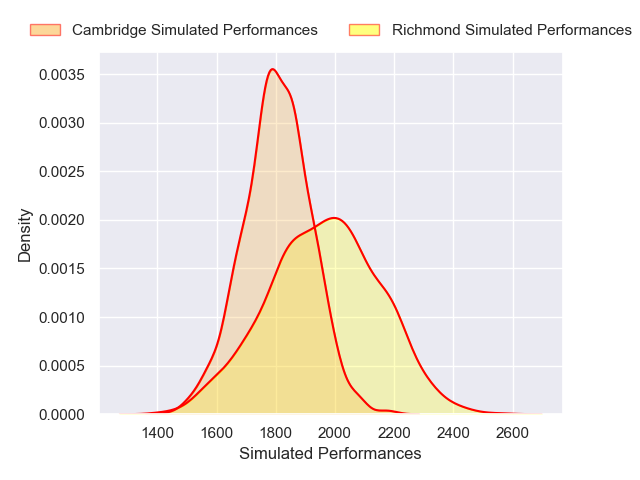 Cambridge Simulated Performances Richmond Simulated Performances
0.0035
0.0030
0.0025
0.0020
0.0015
0.0010
0.0005
0.0000
Density
1400 1600 1800 2000 2200 2400 2600
Simulated Performances